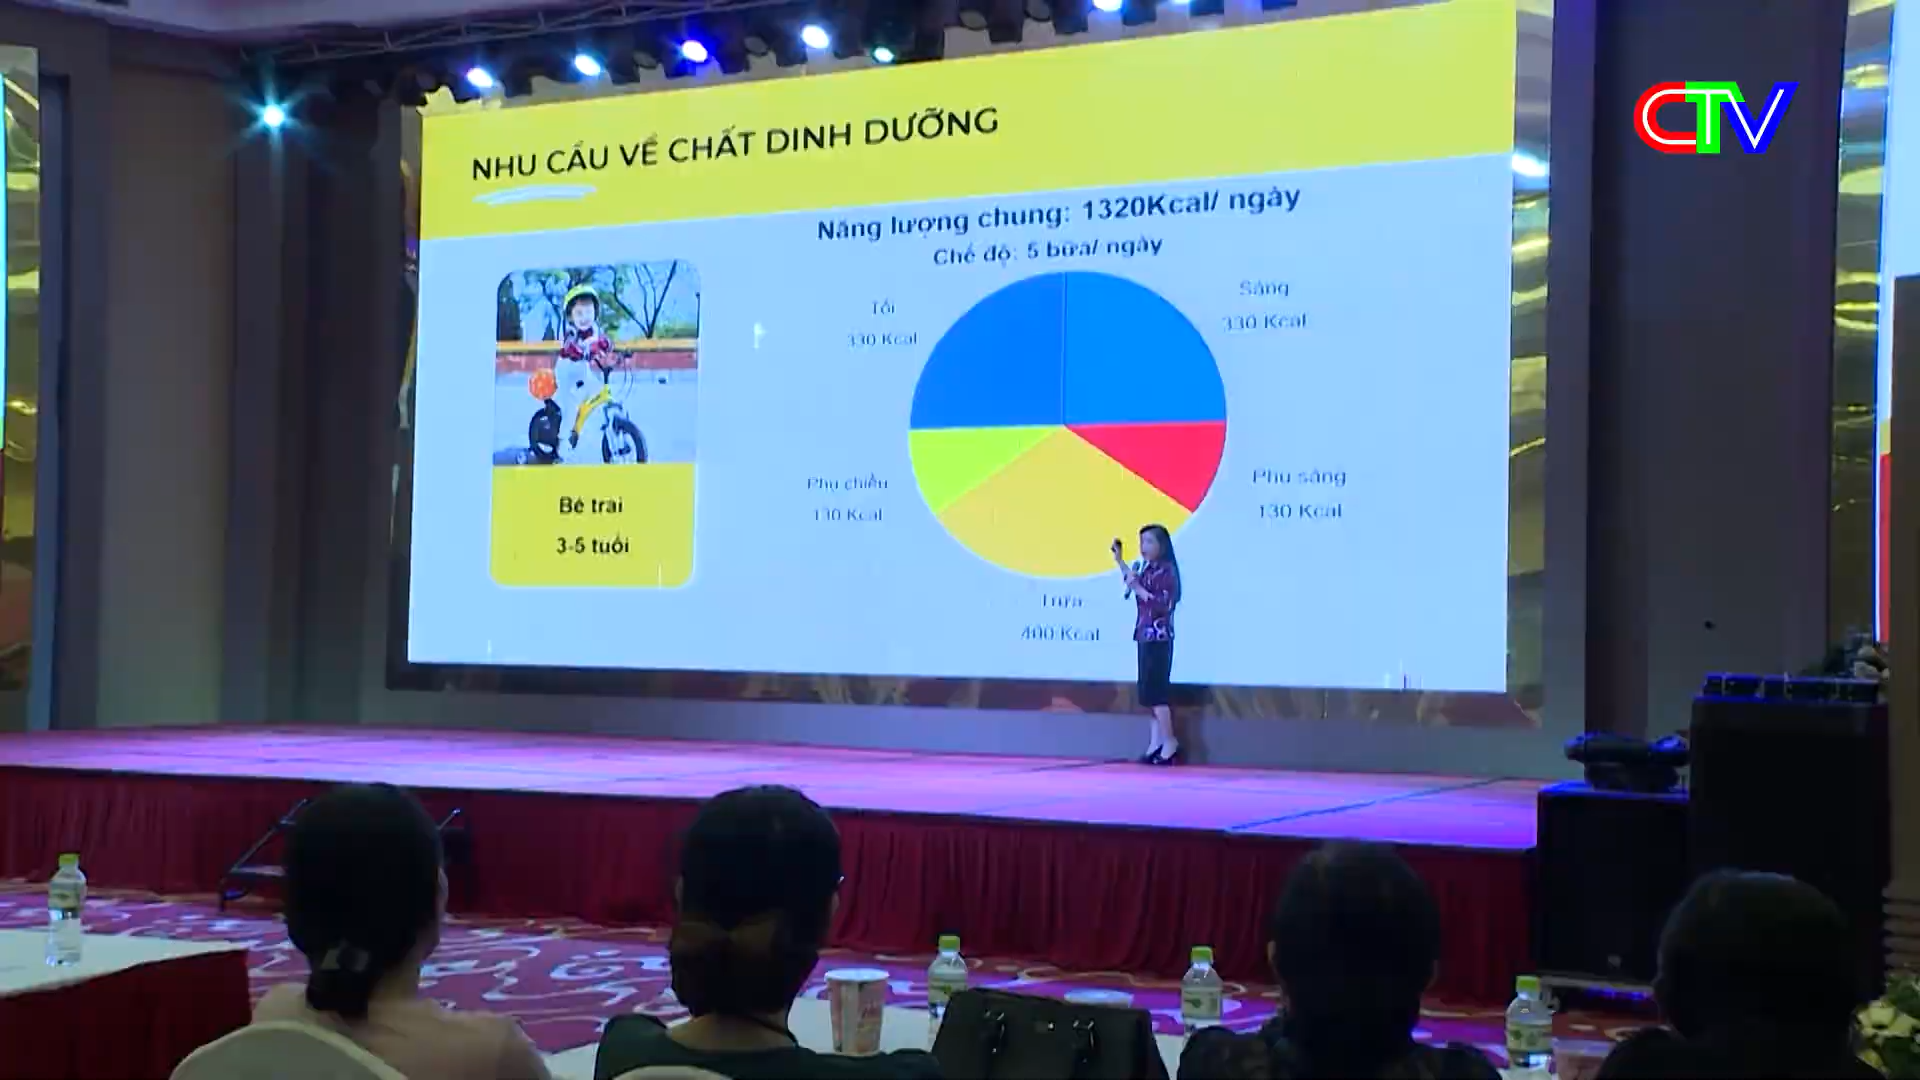 CTV
NHU CẦU VỀ CHẤT DINH DƯỠNG
Năng lượng chung: 1320Kcal/ ngày
Chế độ: 5 bữa/ ngày
Tối
330 Kcal
Sáng
330 Kcal
Phụ chiều
130 Kcal
Phụ sáng
130 Kcal
Bé trai
3-5 tuổi
Trưa
400 Kcal